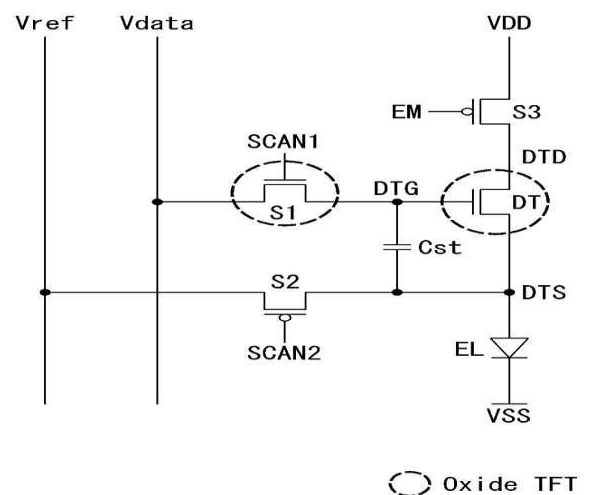 Vref Vdata VDD
EM S3
SCAN1
DTD
DTG
DT
S1
Cst
S2
DTS
SCAN2
EL
VSS
Oxide TFT